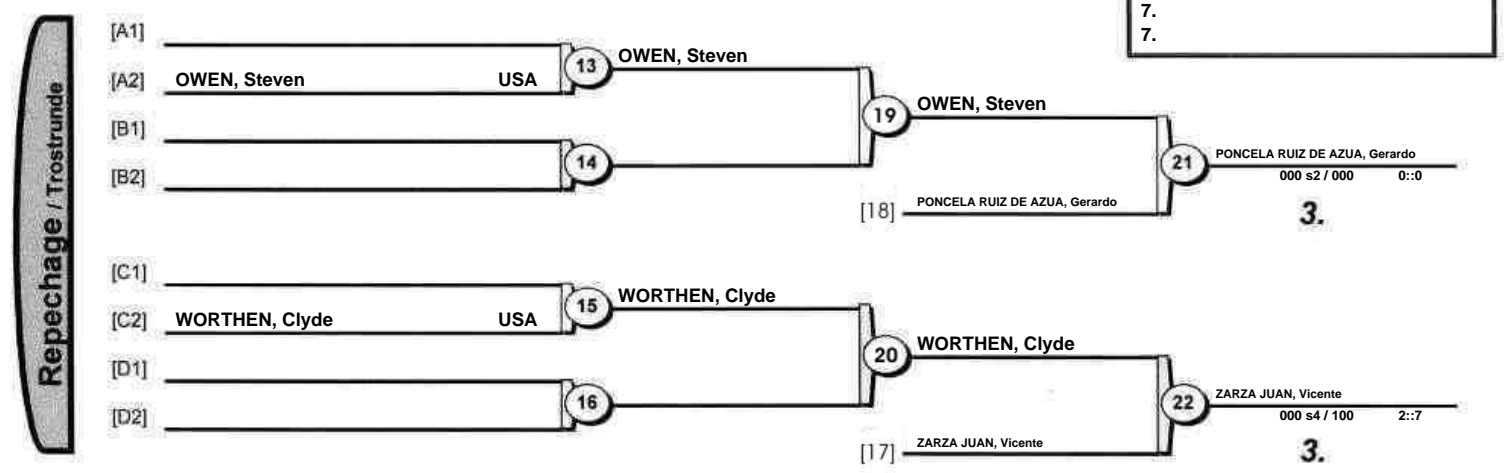 7.
7.
Repechage / Trostrunde
[A1]
13
OWEN, Steven
[A2] OWEN, Steven USA
19
OWEN, Steven
[B1]
14
[B2]
21
PONCELA RUIZ DE AZUA, Gerardo
000 s2 / 000 0::0
[18] PONCELA RUIZ DE AZUA, Gerardo
3.
[C1]
15
WORTHEN, Clyde
[C2] WORTHEN, Clyde USA
20
WORTHEN, Clyde
[D1]
16
[D2]
22
ZARZA JUAN, Vicente
000 s4 / 100 2::7
[17] ZARZA JUAN, Vicente
3.